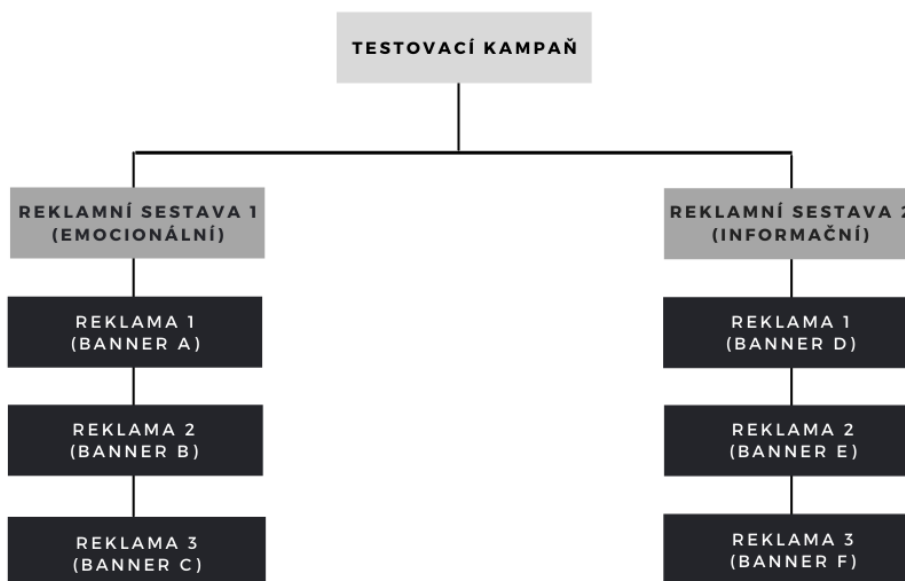 TESTOVACÍ KAMPAŇ
REKLAMNÍ SESTAVA 1
(EMOCIONÁLNÍ)
REKLAMA 1
(BANNER A)
REKLAMA 2
(BANNER B)
REKLAMA 3
(BANNER C)
REKLAMNÍ SESTAVA 2
(INFORMAČNÍ)
REKLAMA 1
(BANNER D)
REKLAMA 2
(BANNER E)
REKLAMA 3
(BANNER F)